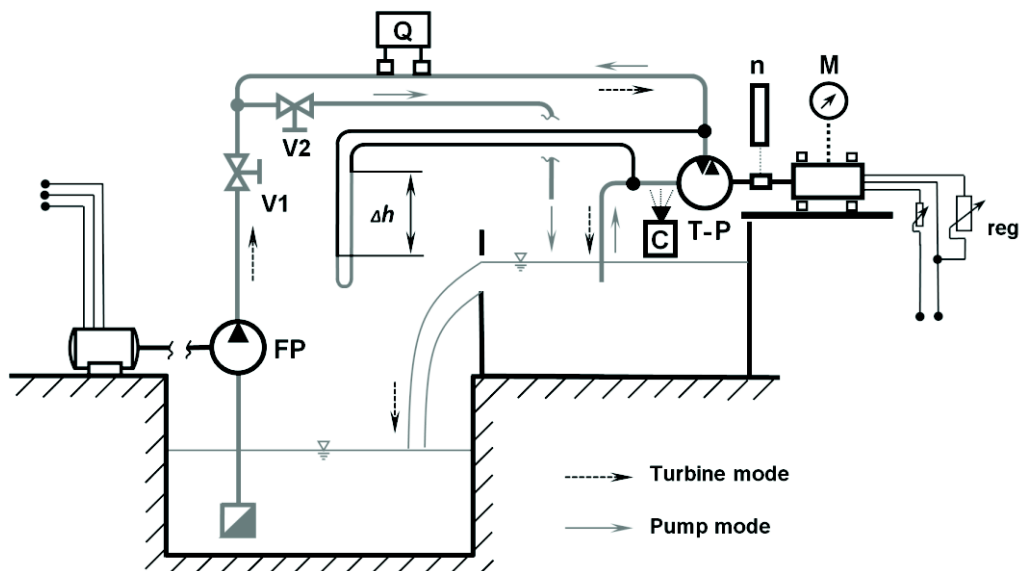 Q
n
M
V2
V1
Δh
T-P
C
reg
FP
Turbine mode
Pump mode